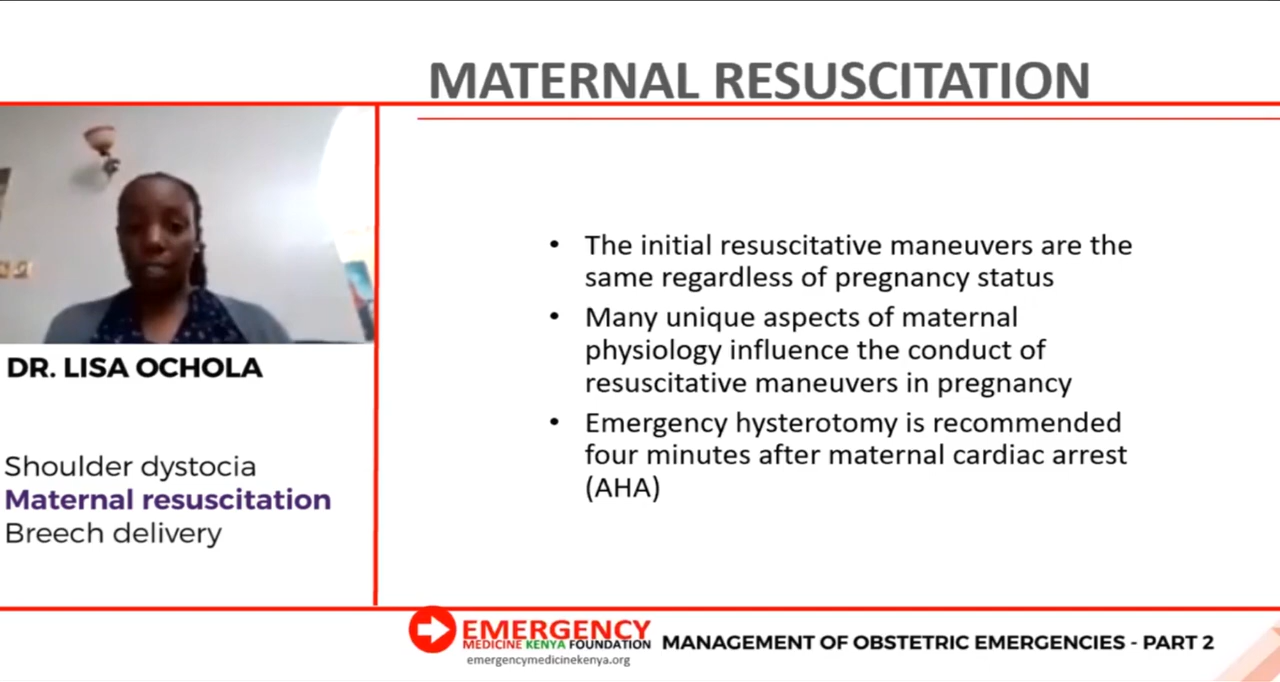 MATERNAL RESUSCITATION
DR. LISA OCHOLA
Shoulder dystocia
Maternal resuscitation
Breech delivery
• The initial resuscitative maneuvers are the
same regardless of pregnancy status
• Many unique aspects of maternal
physiology influence the conduct of
resuscitative maneuvers in pregnancy
• Emergency hysterotomy is recommended
four minutes after maternal cardiac arrest
(AHA)
EMERGENCY
MEDICINE KENYA FOUNDATION
emergencymedicinekenya.org
MANAGEMENT OF OBSTETRIC EMERGENCIES - PART 2